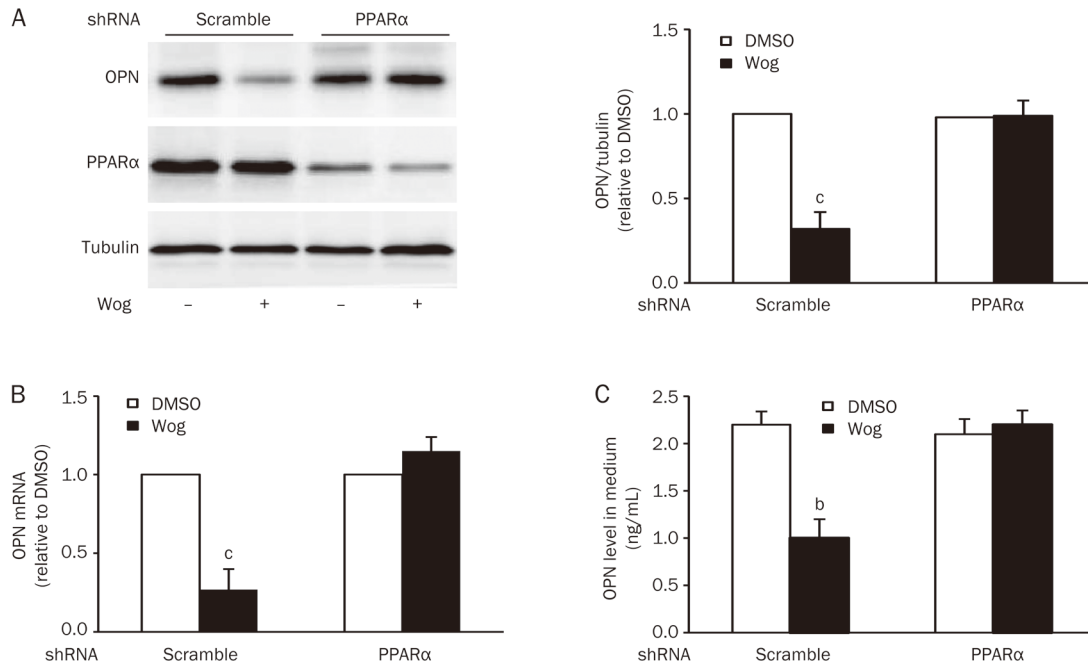 A
shRNA Scramble PPARα
OPN
PPARα
Tubulin
Wog – + – +
DMSO
Wog
OPN/tubulin
(relative to DMSO)
1.5
1.0
0.5
0.0
c
shRNA Scramble PPARα
B
DMSO
Wog
OPN mRNA
(relative to DMSO)
1.5
1.0
0.5
0.0
c
shRNA Scramble PPARα
C
DMSO
Wog
OPN level in medium
(ng/mL)
2.5
2.0
1.5
1.0
0.5
0.0
b
shRNA Scramble PPARα